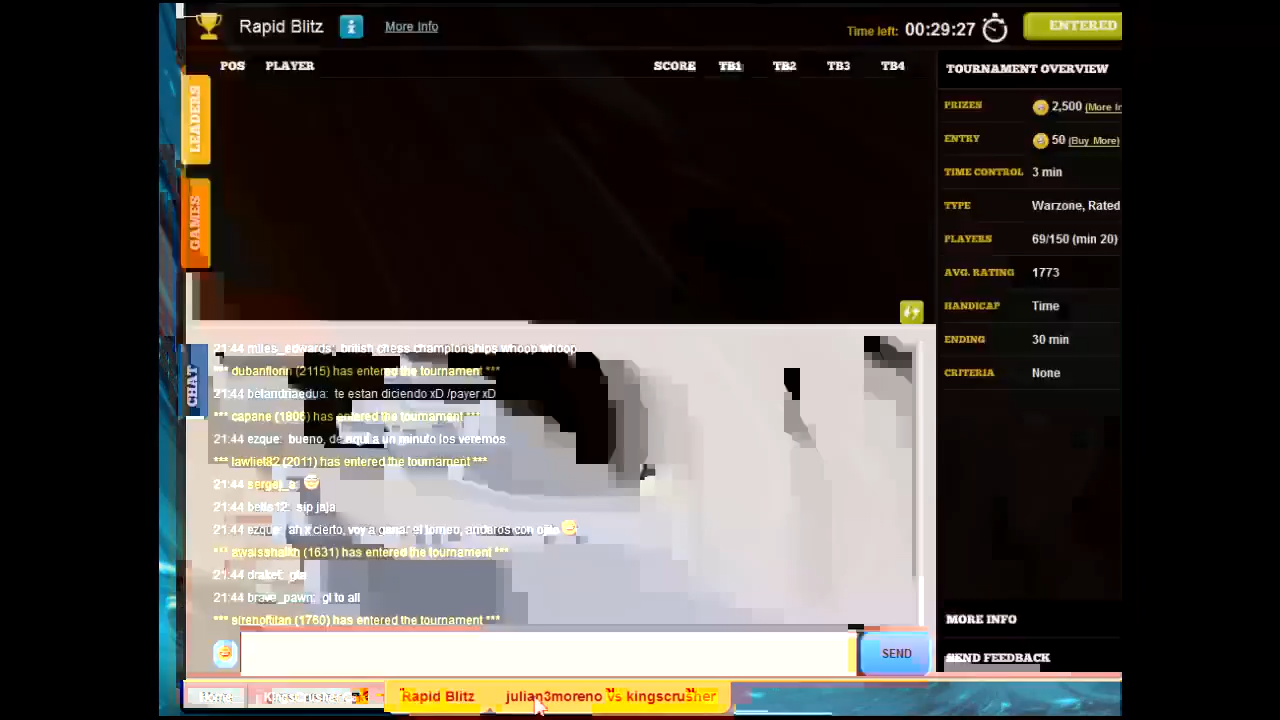 Rapid Blitz i More Info Time left: 00:29:27 ENTERED
POS PLAYER SCORE TB1 TB2 TB3 TB4
TOURNAMENT OVERVIEW
LEADERS
GAMES
CHAT
PRIZES 2,500 (More In
ENTRY 50 (Buy More)
TIME CONTROL 3 min
TYPE Warzone, Rated
PLAYERS 69/150 (min 20)
AVG. RATING 1773
HANDICAP Time
ENDING 30 min
CRITERIA None
21:44 miles_edwards: british chess championships whoop whoop
*** dubanflorin (2115) has entered the tournament ***
21:44 belandriaedua: te estan diciendo xD /payer xD
*** capane (1806) has entered the tournament ***
21:44 ezque: bueno, de aqui a un minuto los veremos
*** lawliet82 (2011) has entered the tournament ***
21:44 sergej_s:
21:44 bells12: sip jaja
21:44 ezque: ah x cierto, voy a ganar el torneo, andaros con ojito
*** (1631) has entered the tournament ***
21:44 drakel:
21:44 brave_pawn: gl to all
*** (1760) has entered the tournament ***
MORE INFO
SEND
SEND FEEDBACK
Home Rapid Blitz julian3moreno vs kingscrusher